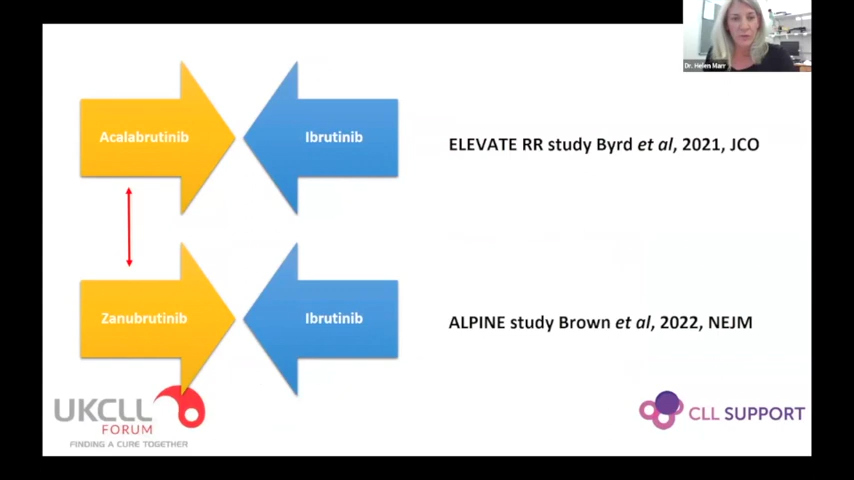 Dr. Helen Marr
Acalabrutinib
Ibrutinib
ELEVATE RR study Byrd et al, 2021, JCO
Zanubrutinib
Ibrutinib
ALPINE study Brown et al, 2022, NEJM
UKCLL
FORUM
FINDING A CURE TOGETHER
CLL SUPPORT